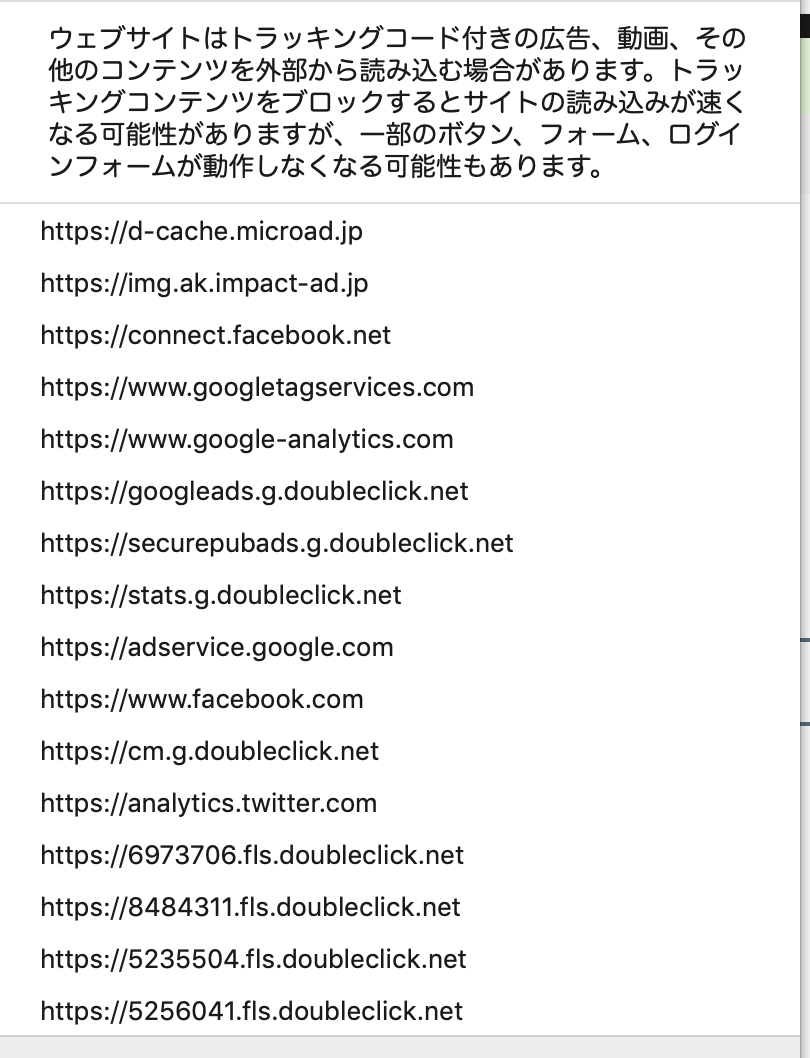 ウェブサイトはトラッキングコード付きの広告、動画、その
他のコンテンツを外部から読み込む場合があります。トラッ
キングコンテンツをブロックするとサイトの読み込みが速く
なる可能性がありますが、一部のボタン、フォーム、ログイ
ンフォームが動作しなくなる可能性もあります。
https://d-cache.microad.jp
https://img.ak.impact-ad.jp
https://connect.facebook.net
https://www.googletagservices.com
https://www.google-analytics.com
https://googleads.g.doubleclick.net
https://securepubads.g.doubleclick.net
https://stats.g.doubleclick.net
https://adservice.google.com
https://www.facebook.com
https://cm.g.doubleclick.net
https://analytics.twitter.com
https://6973706.fls.doubleclick.net
https://8484311.fls.doubleclick.net
https://5235504.fls.doubleclick.net
https://5256041.fls.doubleclick.net